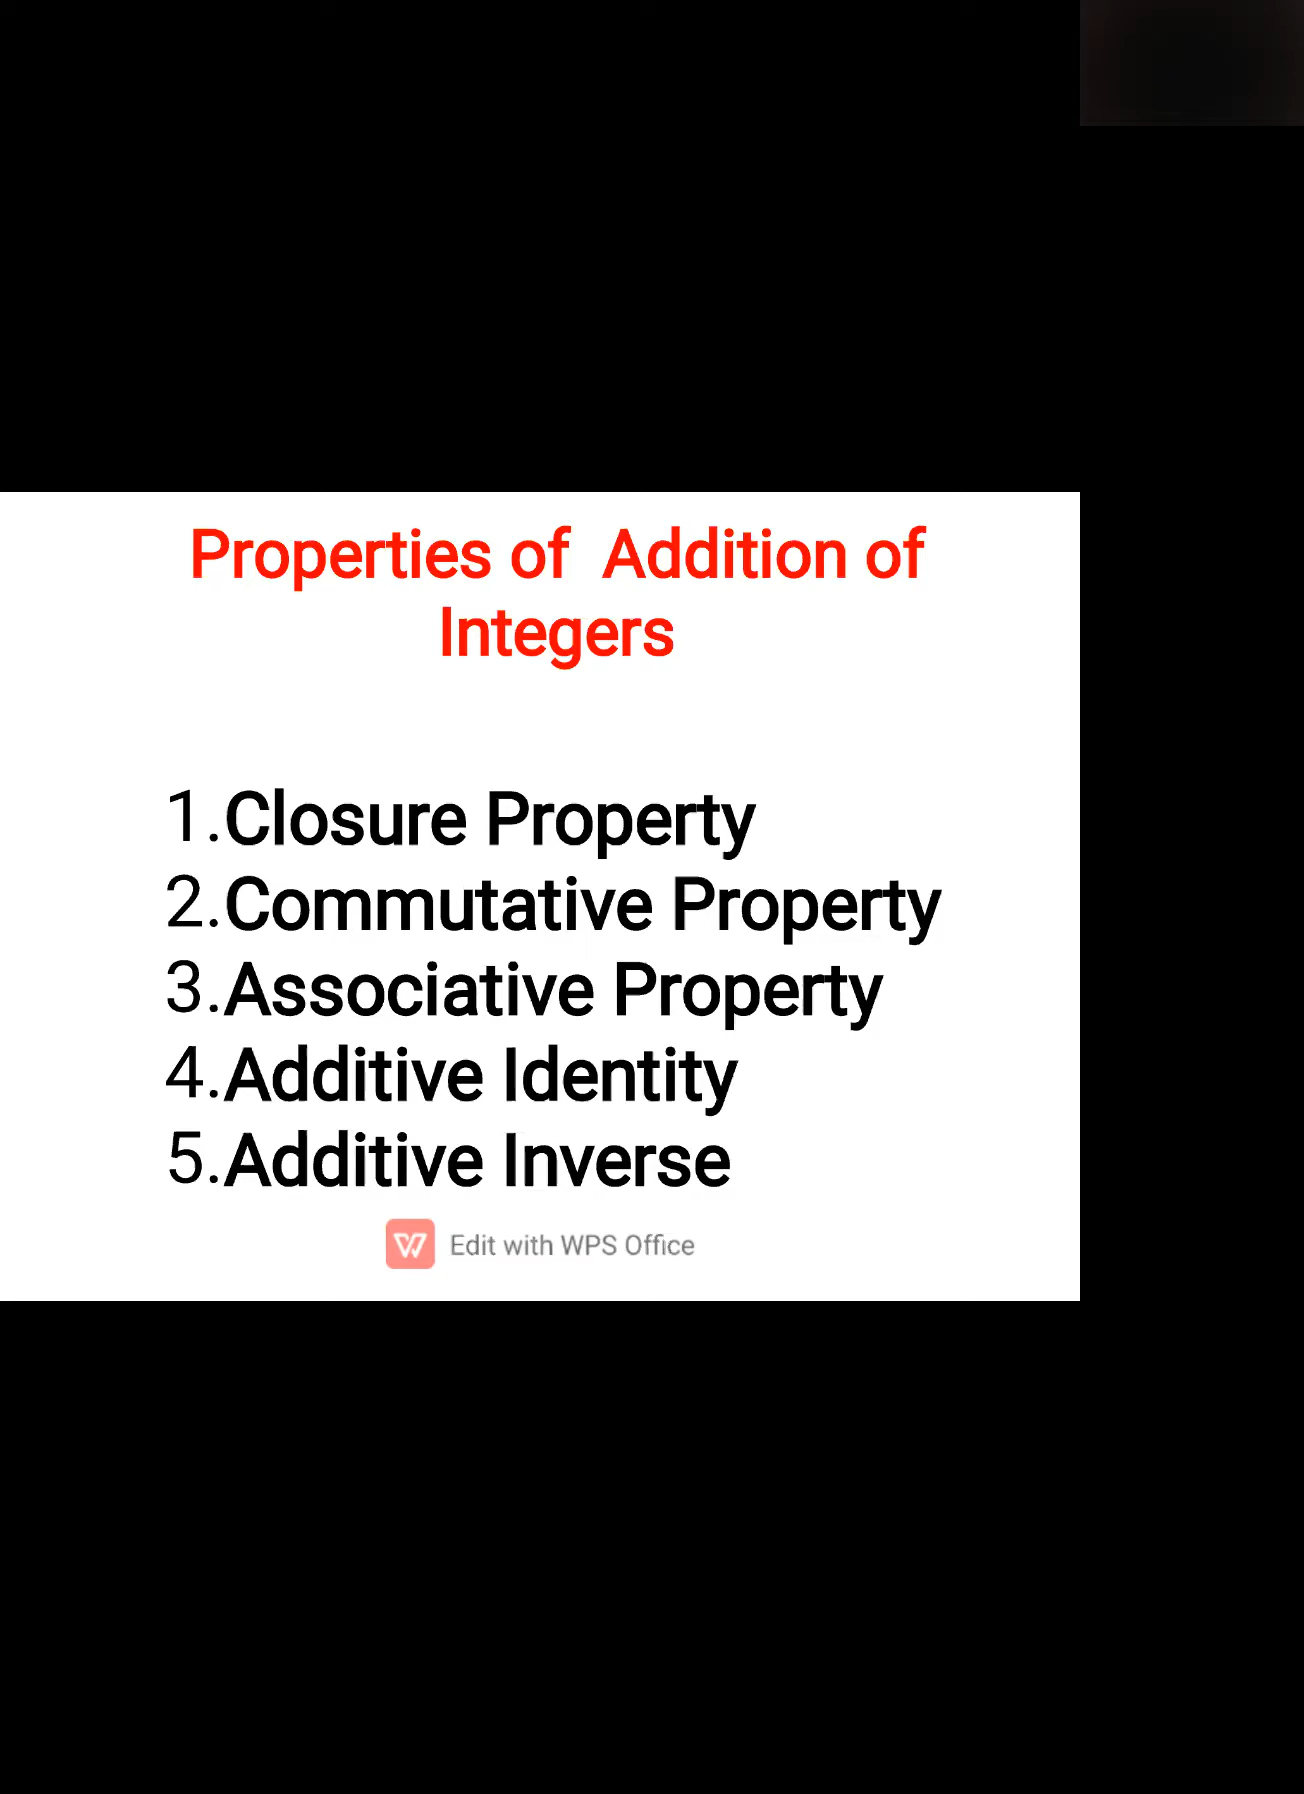 Properties of  Addition of
Integers
1.Closure Property
2.Commutative Property
3.Associative Property
4.Additive Identity
5.Additive Inverse
Edit with WPS Office